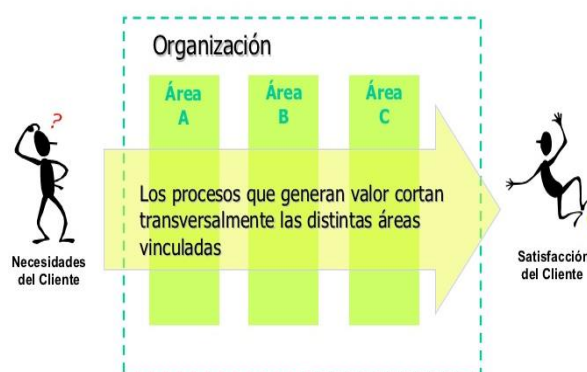 Organización
Área
A
Área
B
Área
C
?
Los procesos que generan valor cortan
transversalmente las distintas áreas
vinculadas
Necesidades
del Cliente
Satisfacción
del Cliente